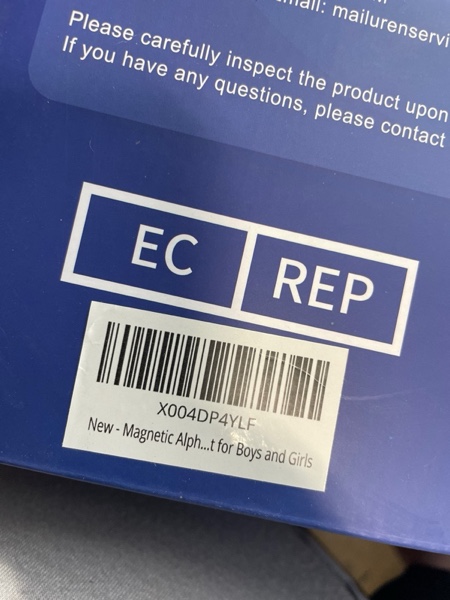 mail: mailurenservi
Please carefully inspect the product upon
If you have any questions, please contact
EC REP
X004DP4YLF
New - Magnetic Alph...t for Boys and Girls